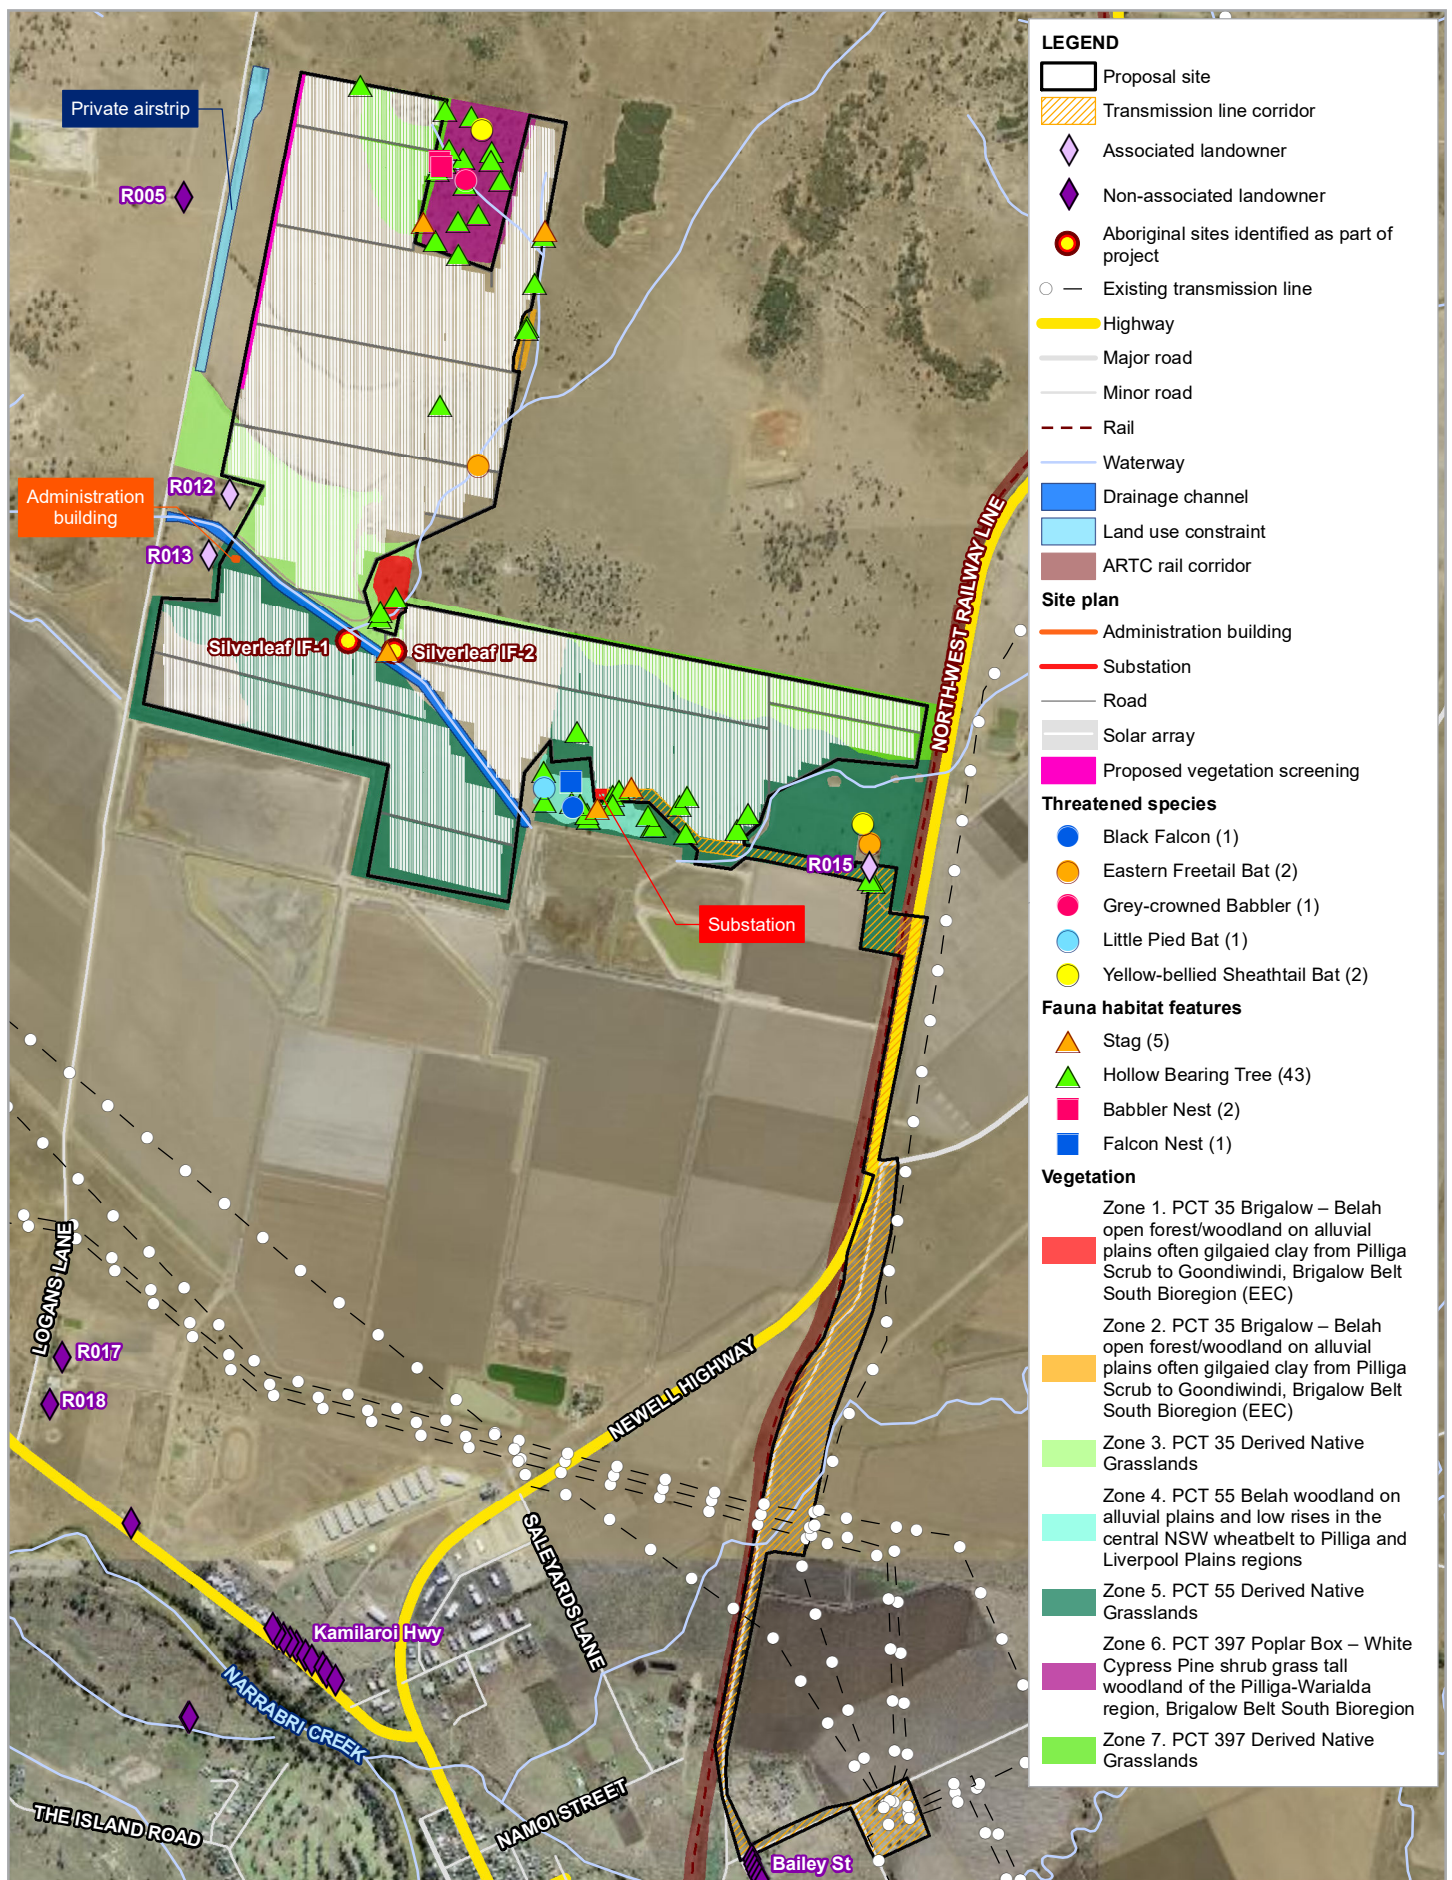 Private airstrip
R005
R012
Administration
building
R013
Silverleaf IF-1
Silverleaf IF-2
NORTH-WEST RAILWAY LINE
R015
Substation
LOGANS LANE
R017
R018
NEWELL HIGHWAY
SALEYARDS LANE
Kamilaroi Hwy
NARRABRI CREEK
THE ISLAND ROAD
NAMOI STREET
Bailey St
LEGEND
Proposal site
Transmission line corridor
Associated landowner
Non-associated landowner
Aboriginal sites identified as part of
project
Existing transmission line
Highway
Major road
Minor road
Rail
Waterway
Drainage channel
Land use constraint
ARTC rail corridor
Site plan
Administration building
Substation
Road
Solar array
Proposed vegetation screening
Threatened species
Black Falcon (1)
Eastern Freetail Bat (2)
Grey-crowned Babbler (1)
Little Pied Bat (1)
Yellow-bellied Sheathtail Bat (2)
Fauna habitat features
Stag (5)
Hollow Bearing Tree (43)
Babbler Nest (2)
Falcon Nest (1)
Vegetation
Zone 1. PCT 35 Brigalow – Belah
open forest/woodland on alluvial
plains often gilgaied clay from Pilliga
Scrub to Goondiwindi, Brigalow Belt
South Bioregion (EEC)
Zone 2. PCT 35 Brigalow – Belah
open forest/woodland on alluvial
plains often gilgaied clay from Pilliga
Scrub to Goondiwindi, Brigalow Belt
South Bioregion (EEC)
Zone 3. PCT 35 Derived Native
Grasslands
Zone 4. PCT 55 Belah woodland on
alluvial plains and low rises in the
central NSW wheatbelt to Pilliga and
Liverpool Plains regions
Zone 5. PCT 55 Derived Native
Grasslands
Zone 6. PCT 397 Poplar Box – White
Cypress Pine shrub grass tall
woodland of the Pilliga-Warialda
region, Brigalow Belt South Bioregion
Zone 7. PCT 397 Derived Native
Grasslands